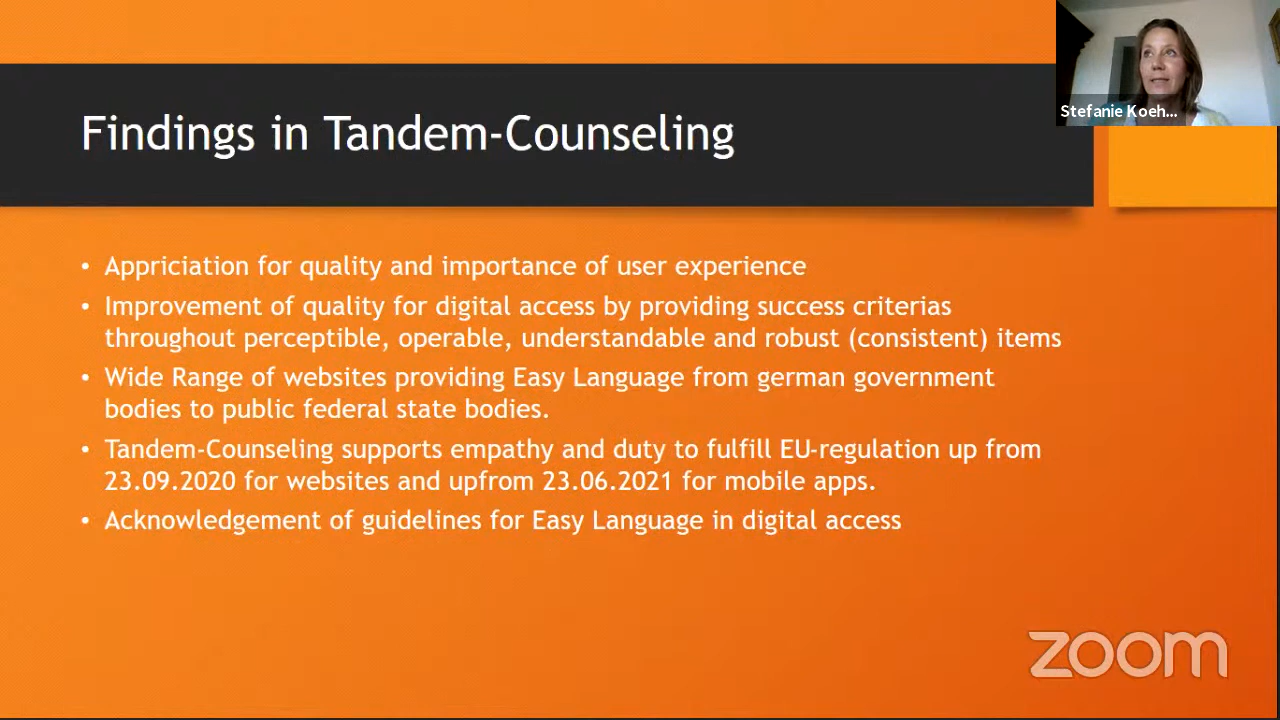 Findings in Tandem-Counseling
Stefanie Koeh...
• Appriciation for quality and importance of user experience
• Improvement of quality for digital access by providing success criterias
throughout perceptible, operable, understandable and robust (consistent) items
• Wide Range of websites providing Easy Language from german government
bodies to public federal state bodies.
• Tandem-Counseling supports empathy and duty to fulfill EU-regulation up from
23.09.2020 for websites and upfrom 23.06.2021 for mobile apps.
• Acknowledgement of guidelines for Easy Language in digital access
zoom